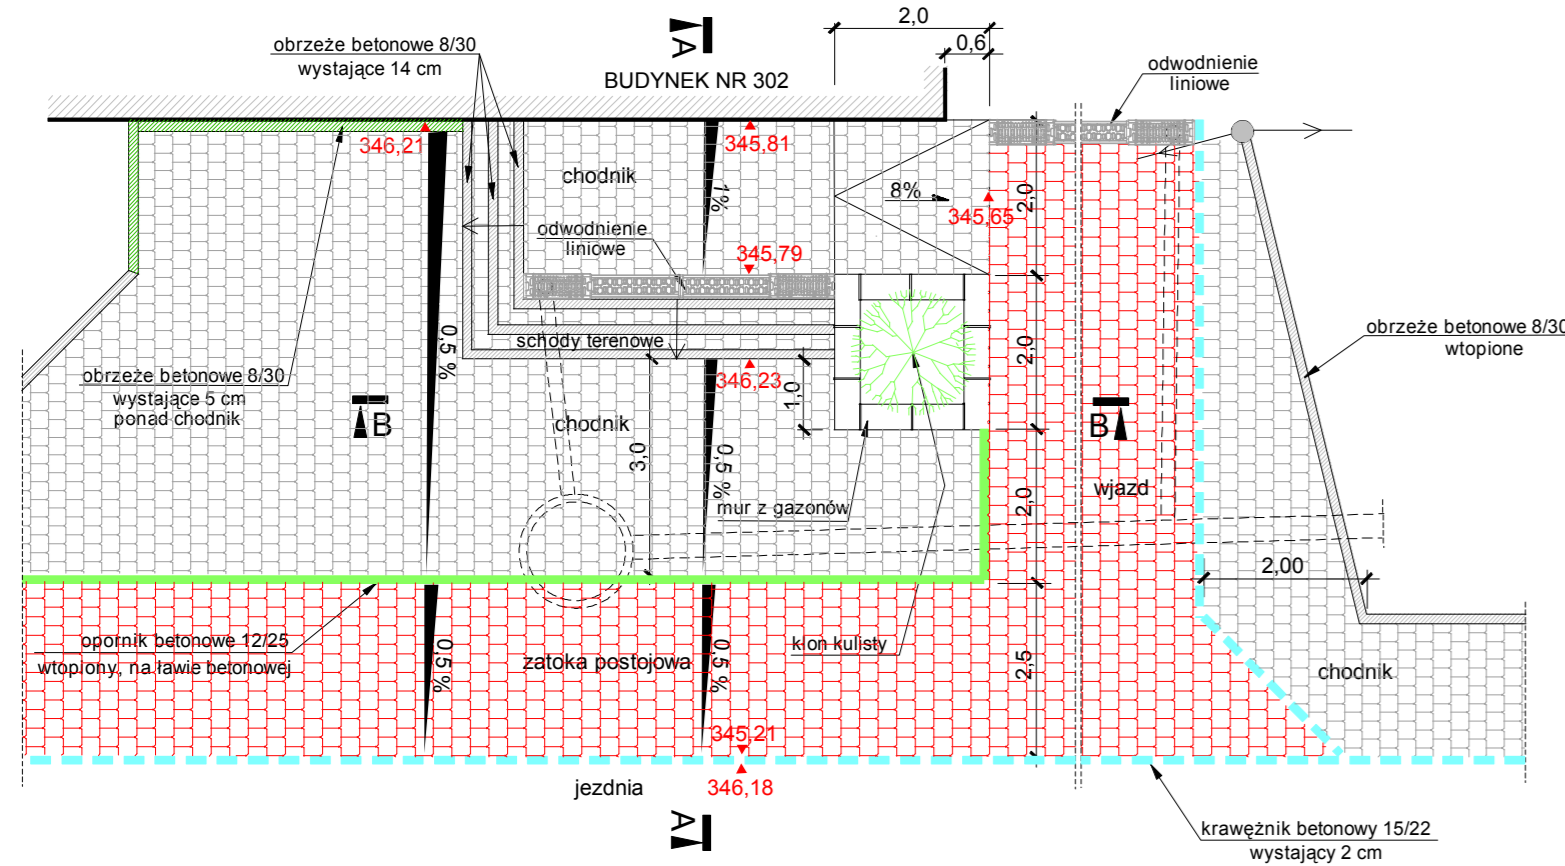 2,0
0,6
A
obrzeże betonowe 8/30
wystające 14 cm
BUDYNEK NR 302
odwodnienie
liniowe
346,21
345,81
chodnik
1%
8%
345,65
2,0
odwodnienie
liniowe
345,79
0,5 %
schody terenowe
346,23
1,0
2,0
obrzeże betonowe 8/30
wtopione
obrzeże betonowe 8/30
wystające 5 cm
ponad chodnik
B
chodnik
3,0
0,5 %
B
mur z gazonów
wjazd
2,0
2,00
opornik betonowe 12/25
wtopiony, na ławie betonowej
0,5 %
zatoka postojowa
0,5 %
klon kulisty
2,5
chodnik
345,21
jezdnia
346,18
A
krawężnik betonowy 15/22
wystający 2 cm